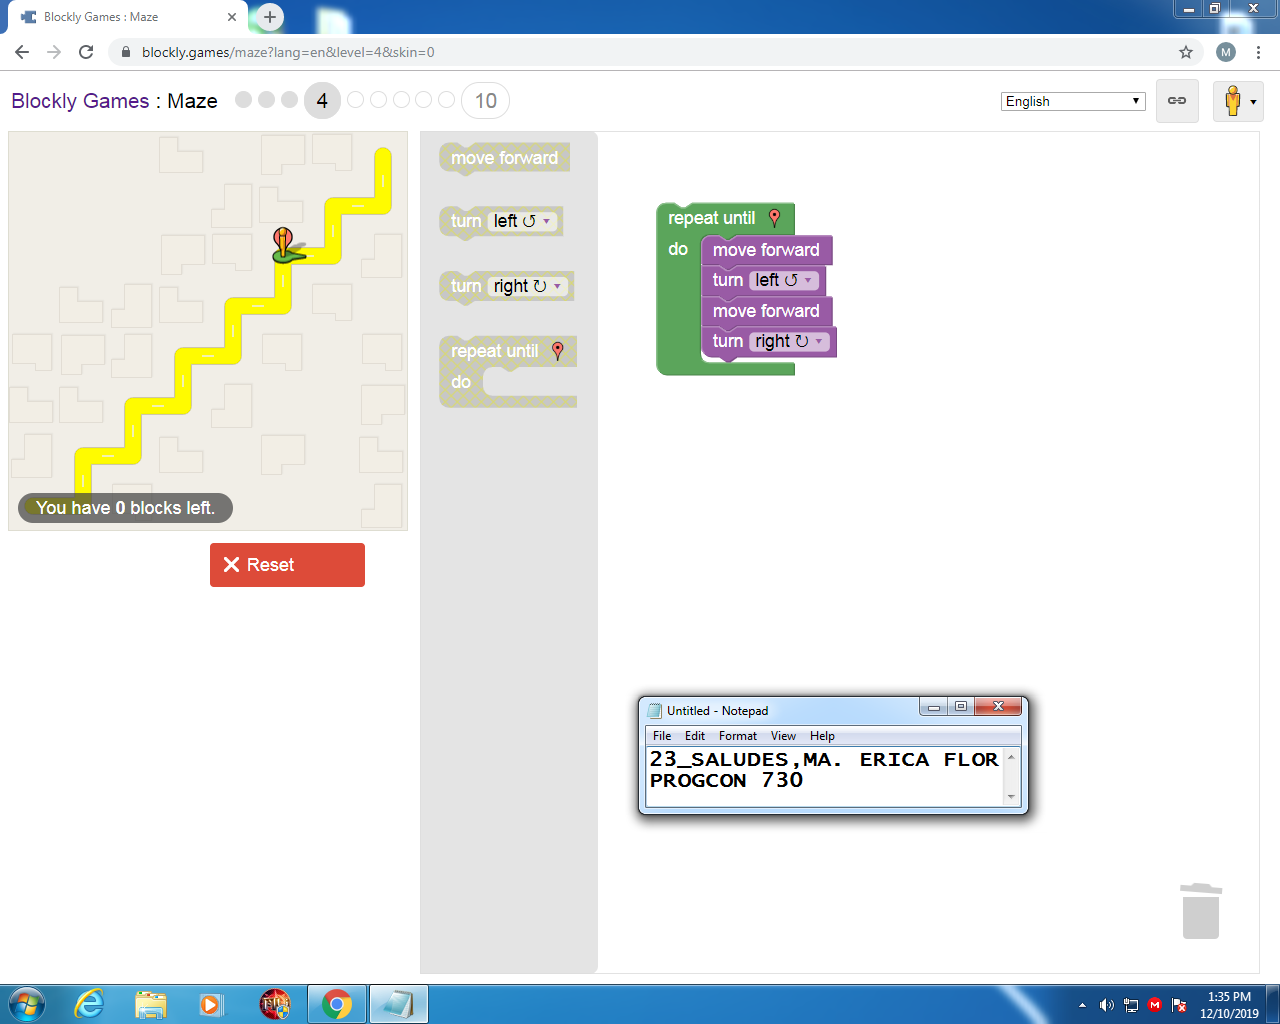 Blockly Games : Maze
blockly.games/maze?lang=en&level=4&skin=0
M
Blockly Games : Maze
4
10
English
move forward
turn left ↺
turn right ↻
repeat until
do
repeat until
do
move forward
turn left ↺
move forward
turn right ↻
You have 0 blocks left.
Reset
Untitled - Notepad
File Edit Format View Help
23_SALUDES,MA. ERICA FLOR
PROGCON 730
1:35 PM
12/10/2019